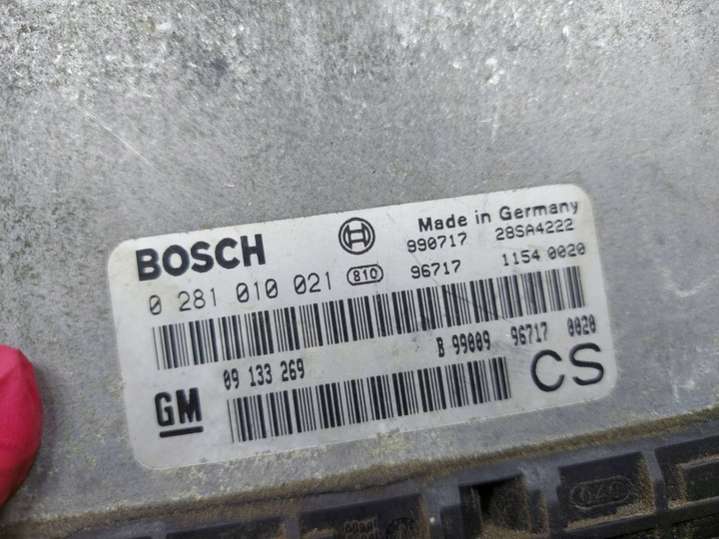 BOSCH
Made in Germany
990717 28SA4222
0 281 010 021 810 96717 1154 0020
09 133 269 B 99009 96717 0020
GM CS